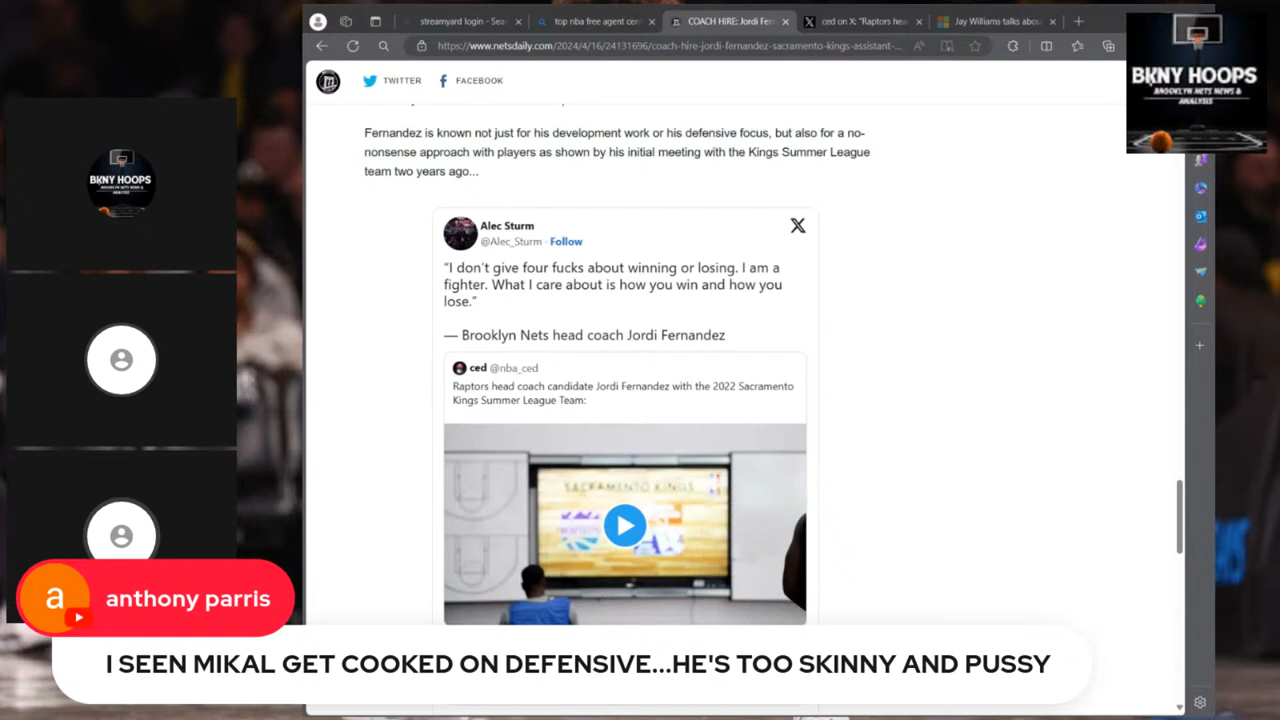 streamyard login - Sea
top nba free agent cen
COACH HIRE: Jordi Fern
ced on X: "Raptors hea
Jay Williams talks abou
https://www.netsdaily.com/2024/4/16/24131696/coach-hire-jordi-fernandez-sacramento-kings-assistant-...
BKNY HOOPS
BROOKLYN NETS NEWS &
ANALYSIS
TWITTER
FACEBOOK
Fernandez is known not just for his development work or his defensive focus, but also for a no-
nonsense approach with players as shown by his initial meeting with the Kings Summer League
team two years ago...
BKNY HOOPS
BROOKLYN NETS NEWS &
ANALYSIS
Alec Sturm
@Alec_Sturm · Follow
"I don't give four fucks about winning or losing. I am a
fighter. What I care about is how you win and how you
lose."
— Brooklyn Nets head coach Jordi Fernandez
ced @nba_ced
Raptors head coach candidate Jordi Fernandez with the 2022 Sacramento
Kings Summer League Team:
SACRAMENTO KINGS
a
anthony parris
I SEEN MIKAL GET COOKED ON DEFENSIVE...HE'S TOO SKINNY AND PUSSY